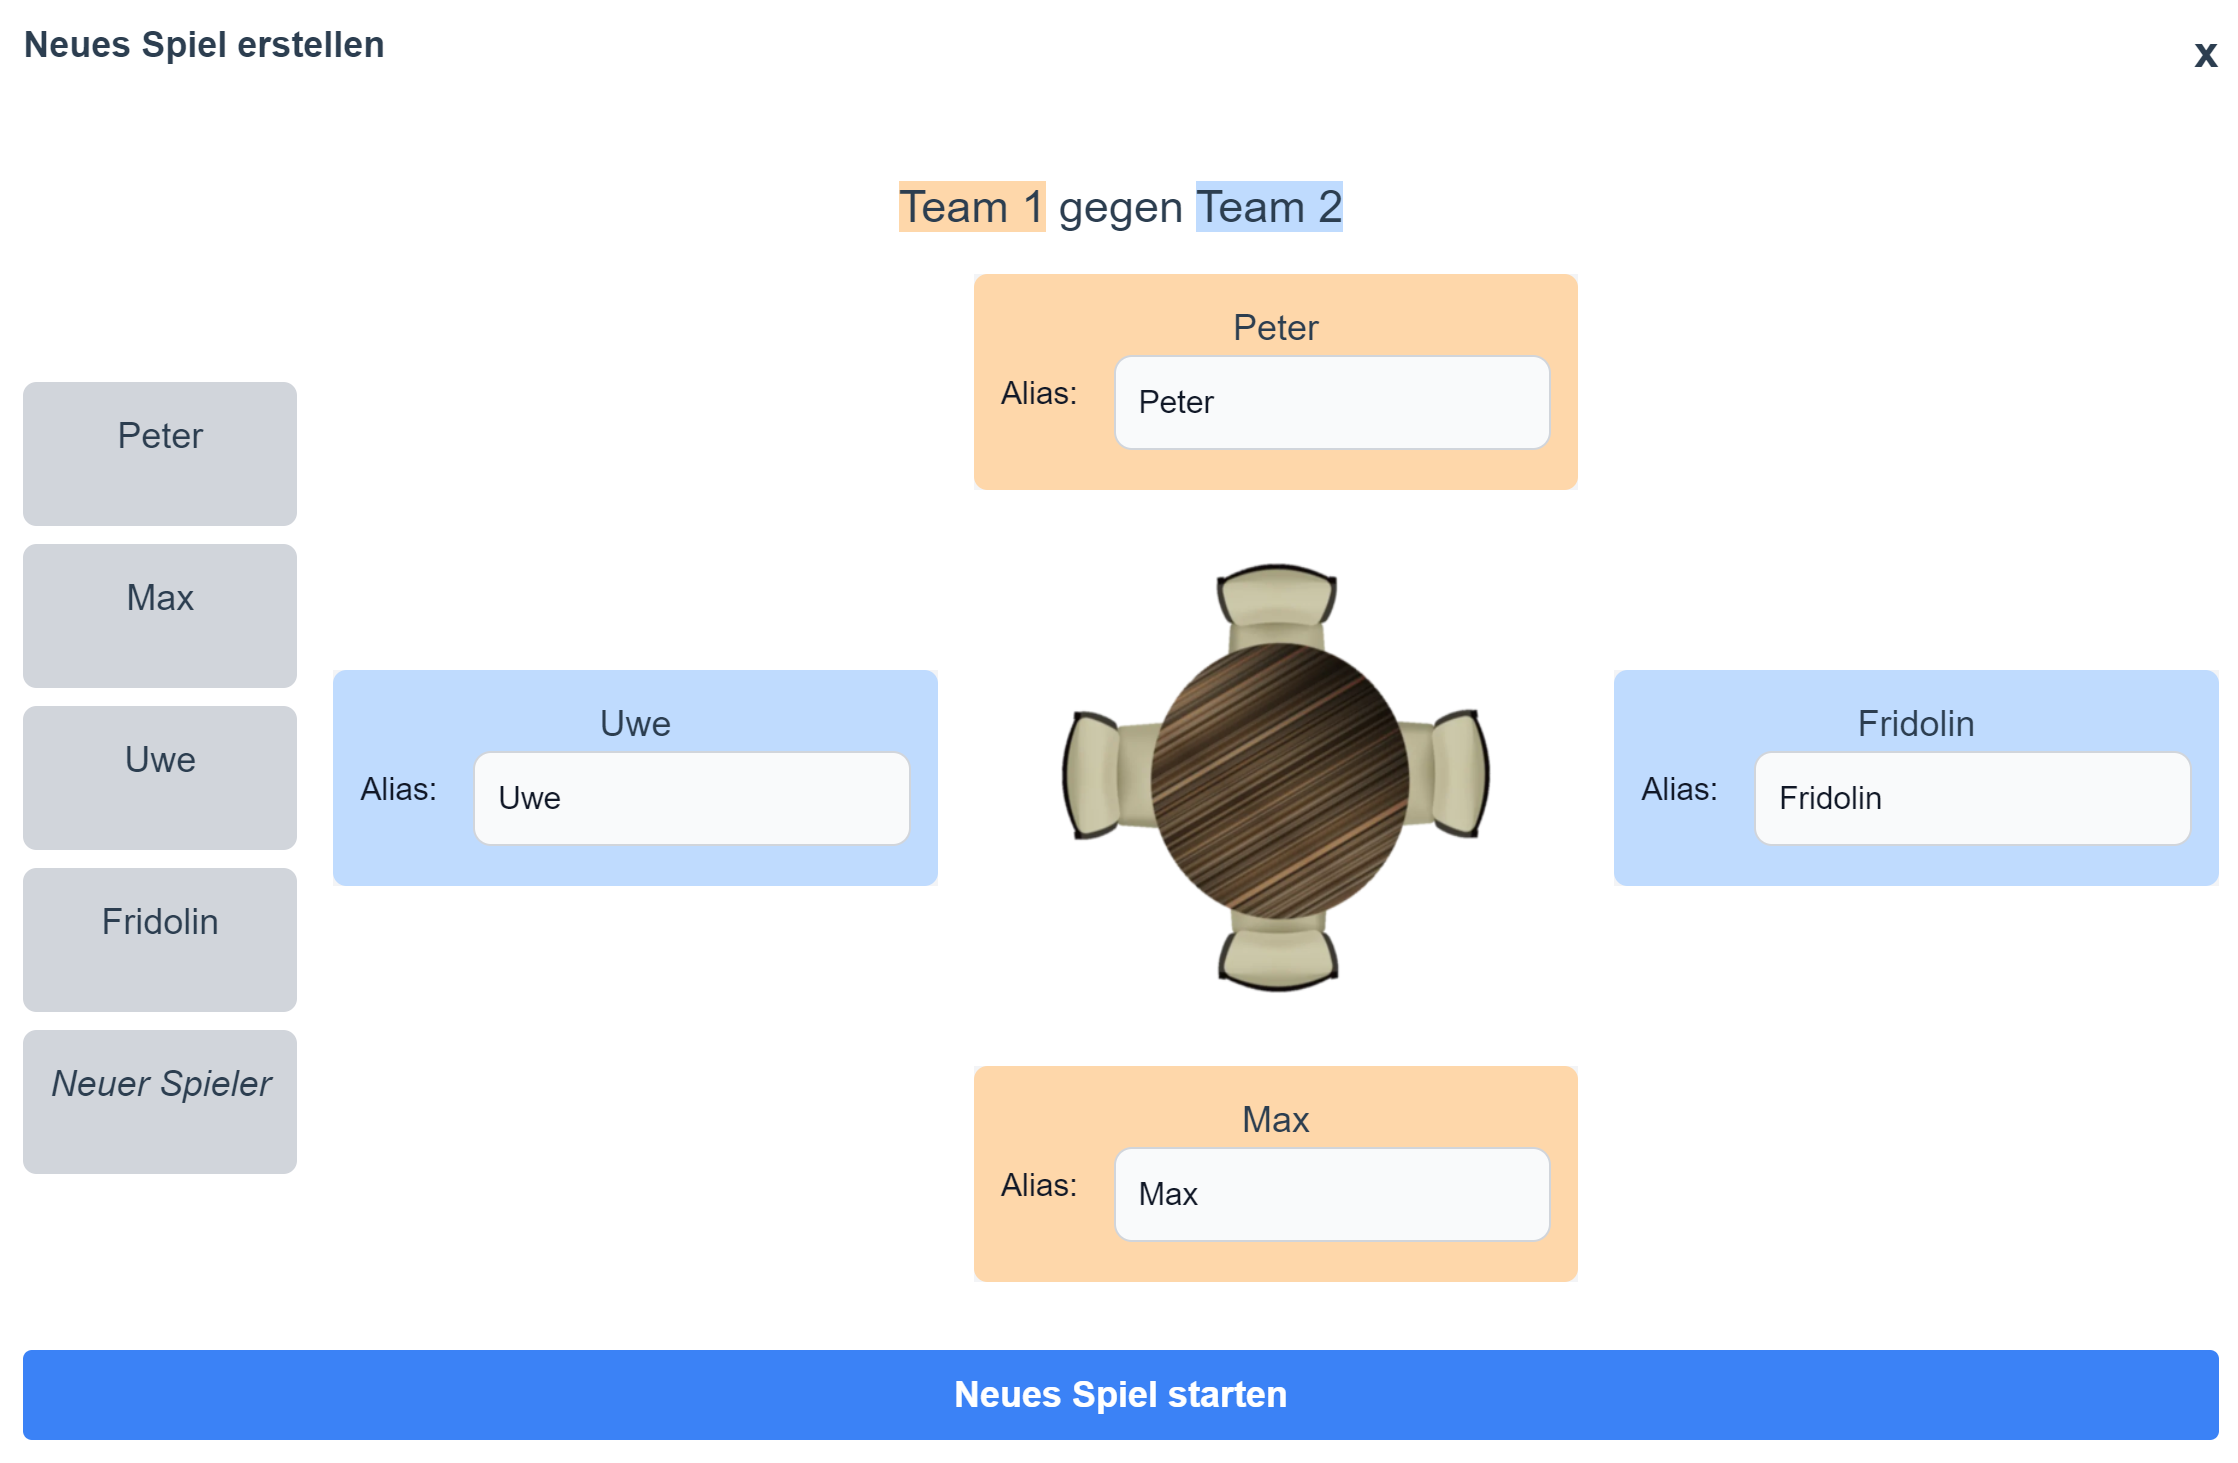 Neues Spiel erstellen
x
Team 1 gegen Team 2
Peter
Alias:
Peter
Peter
Max
Uwe
Fridolin
Neuer Spieler
Uwe
Alias:
Uwe
Fridolin
Alias:
Fridolin
Max
Alias:
Max
Neues Spiel starten